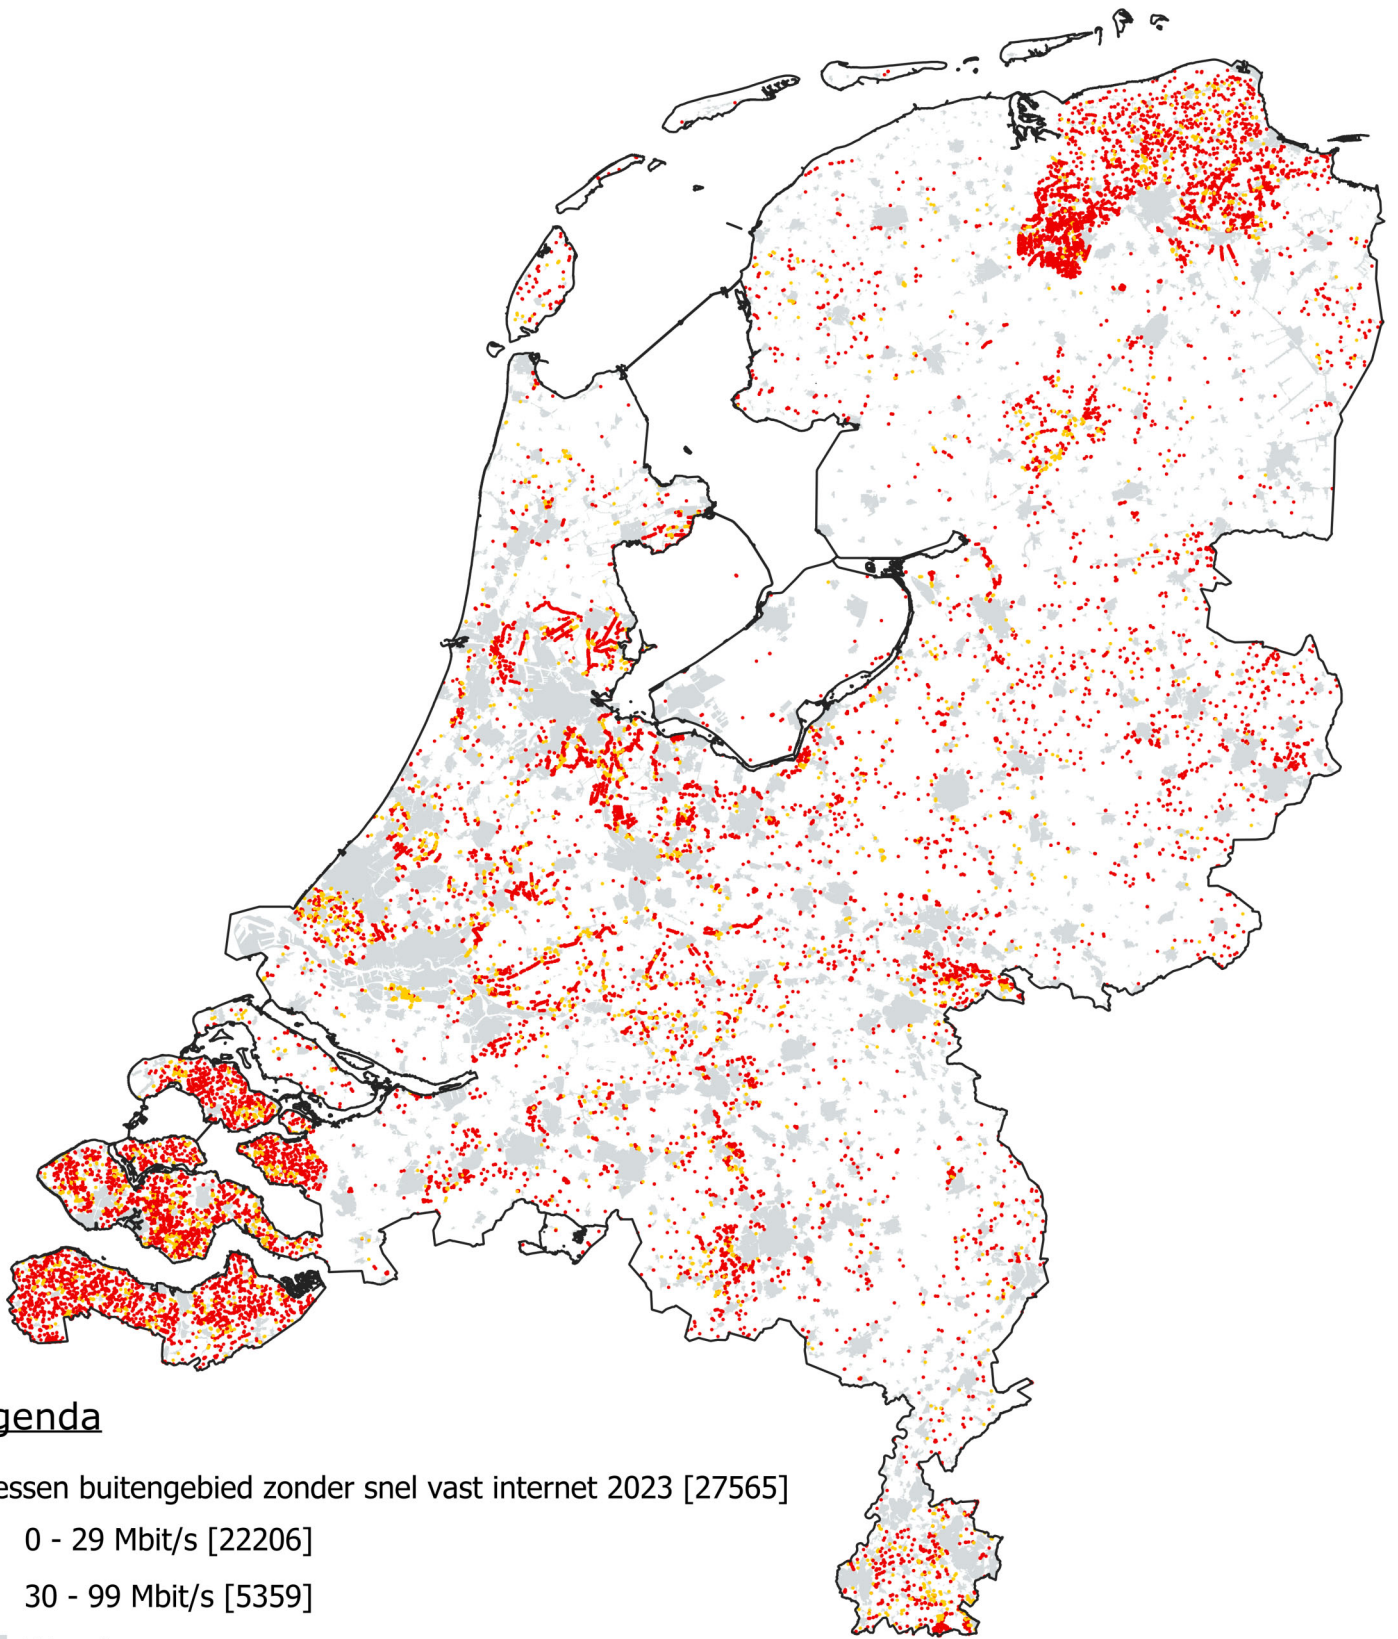 genda
essen buitengebied zonder snel vast internet 2023 [27565]
0 - 29 Mbit/s [22206]
30 - 99 Mbit/s [5359]